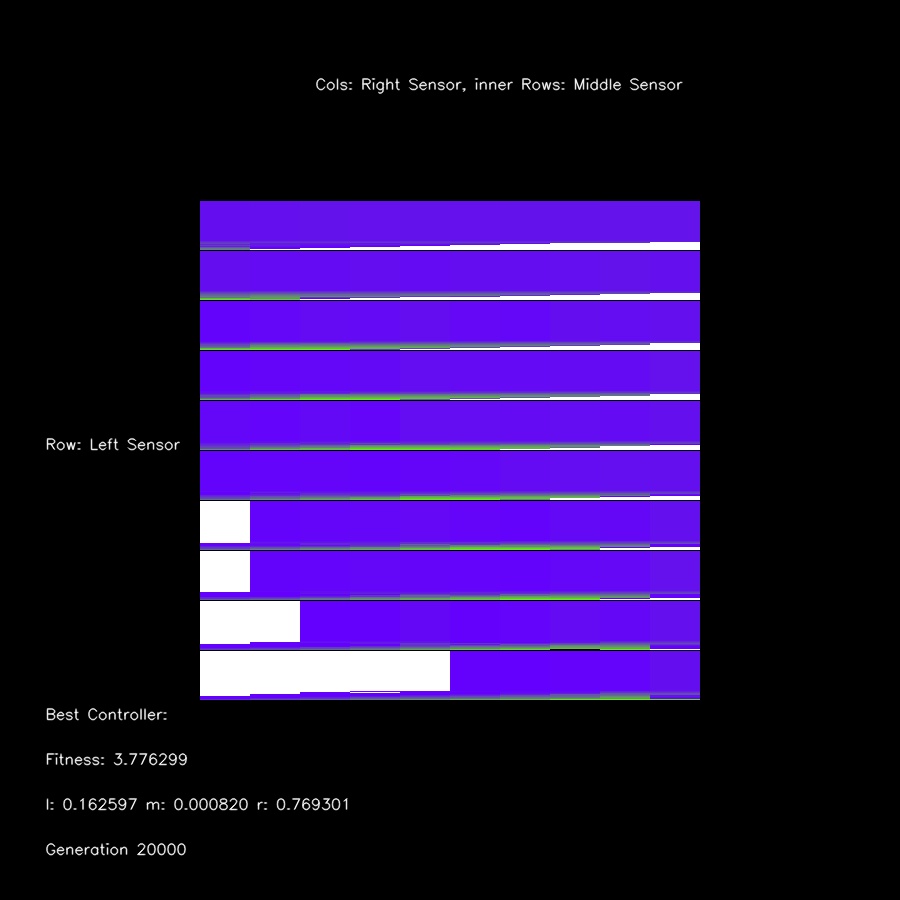 Cols: Right Sensor, inner Rows: Middle Sensor
Row: Left Sensor
Best Controller:
Fitness: 3.776299
l: 0.162597 m: 0.000820 r: 0.769301
Generation 20000